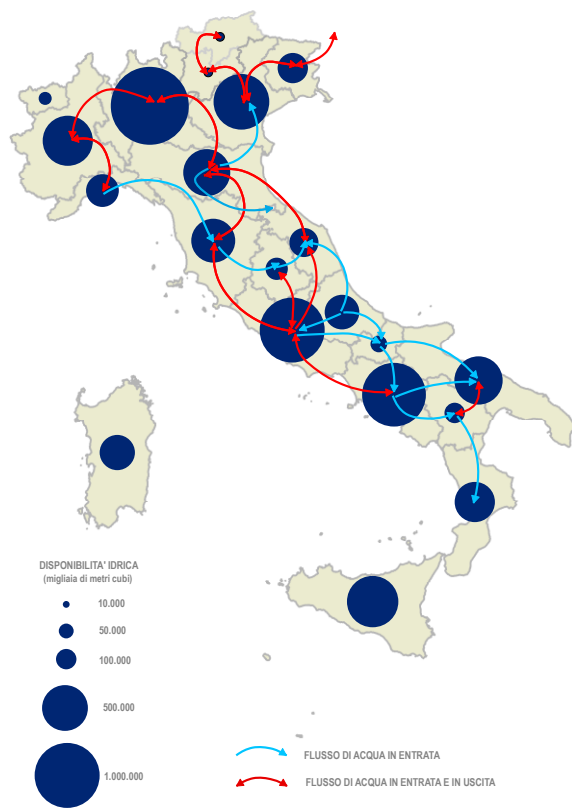 DISPONIBILITA' IDRICA
(migliaia di metri cubi)
10.000
50.000
100.000
500.000
1.000.000
FLUSSO DI ACQUA IN ENTRATA
FLUSSO DI ACQUA IN ENTRATA E IN USCITA